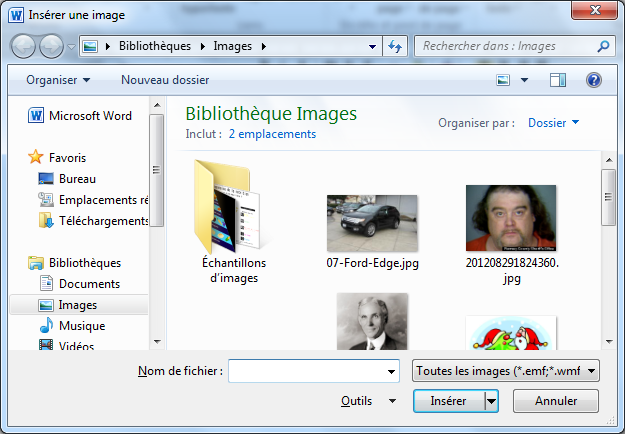 Insérer une image
Bibliothèques Images
Rechercher dans : Images
Organiser Nouveau dossier
Microsoft Word
Favoris
Bureau
Emplacements ré
Téléchargements
Bibliothèques
Documents
Images
Musique
Vidéos
Bibliothèque Images
Inclut : 2 emplacements
Organiser par : Dossier
Échantillons
d'images
07-Ford-Edge.jpg
201208291824360.
jpg
Nom de fichier :
Toutes les images (*.emf;*.wmf
Outils Insérer Annuler